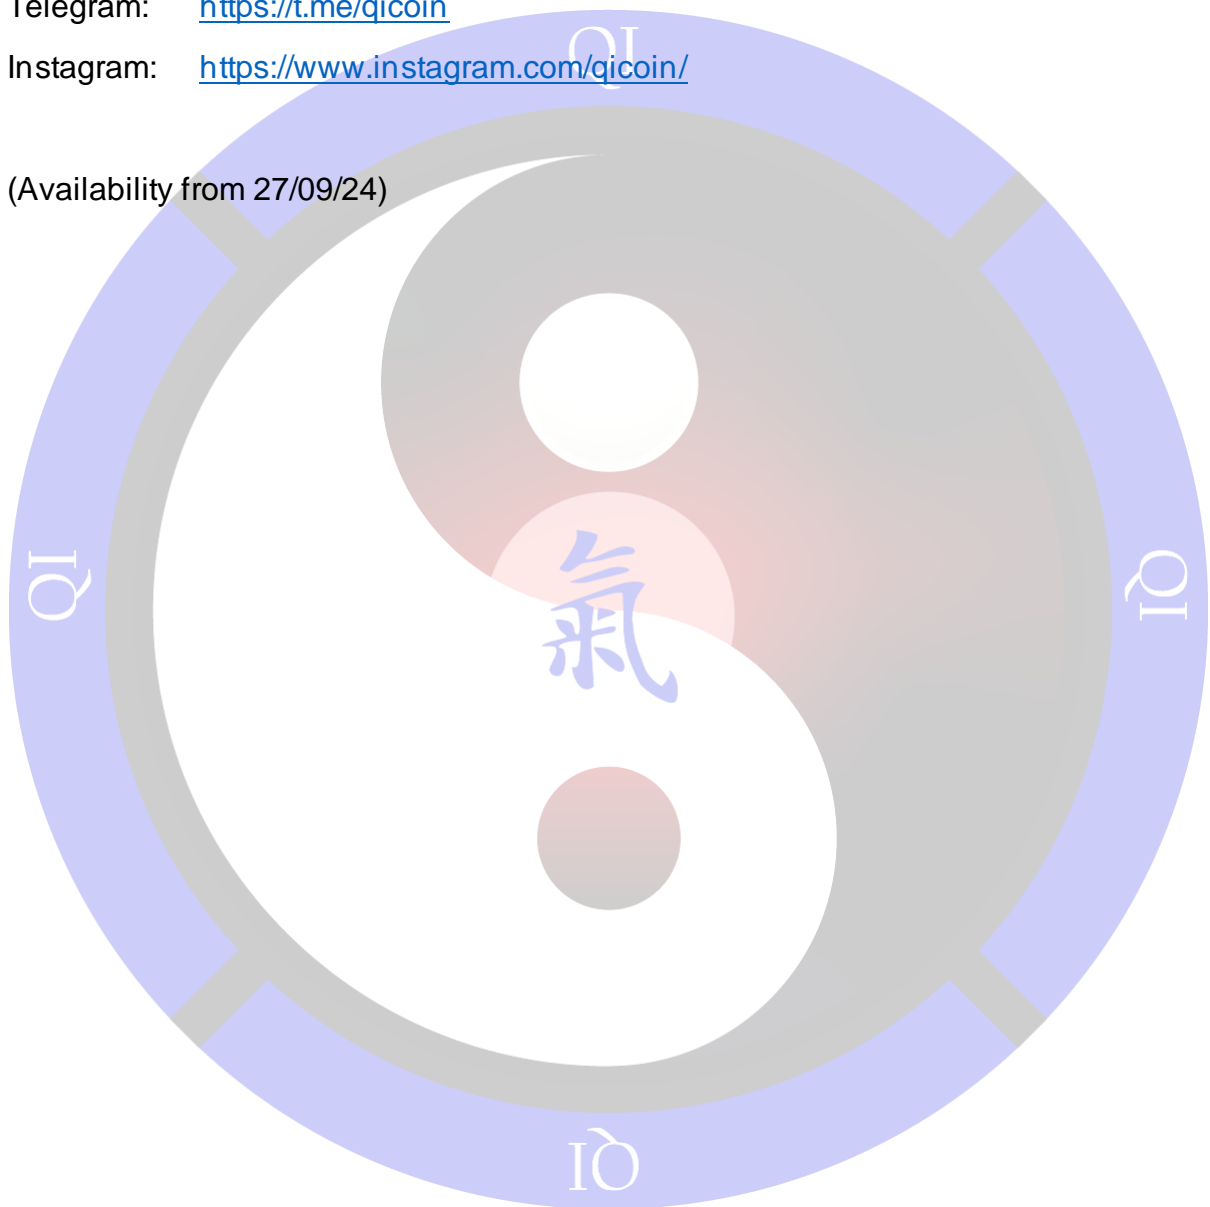 Telegram: https://t.me/qicoin
QI
Instagram: https://www.instagram.com/qicoin/
(Availability from 27/09/24)
氣
QI
QI
QI